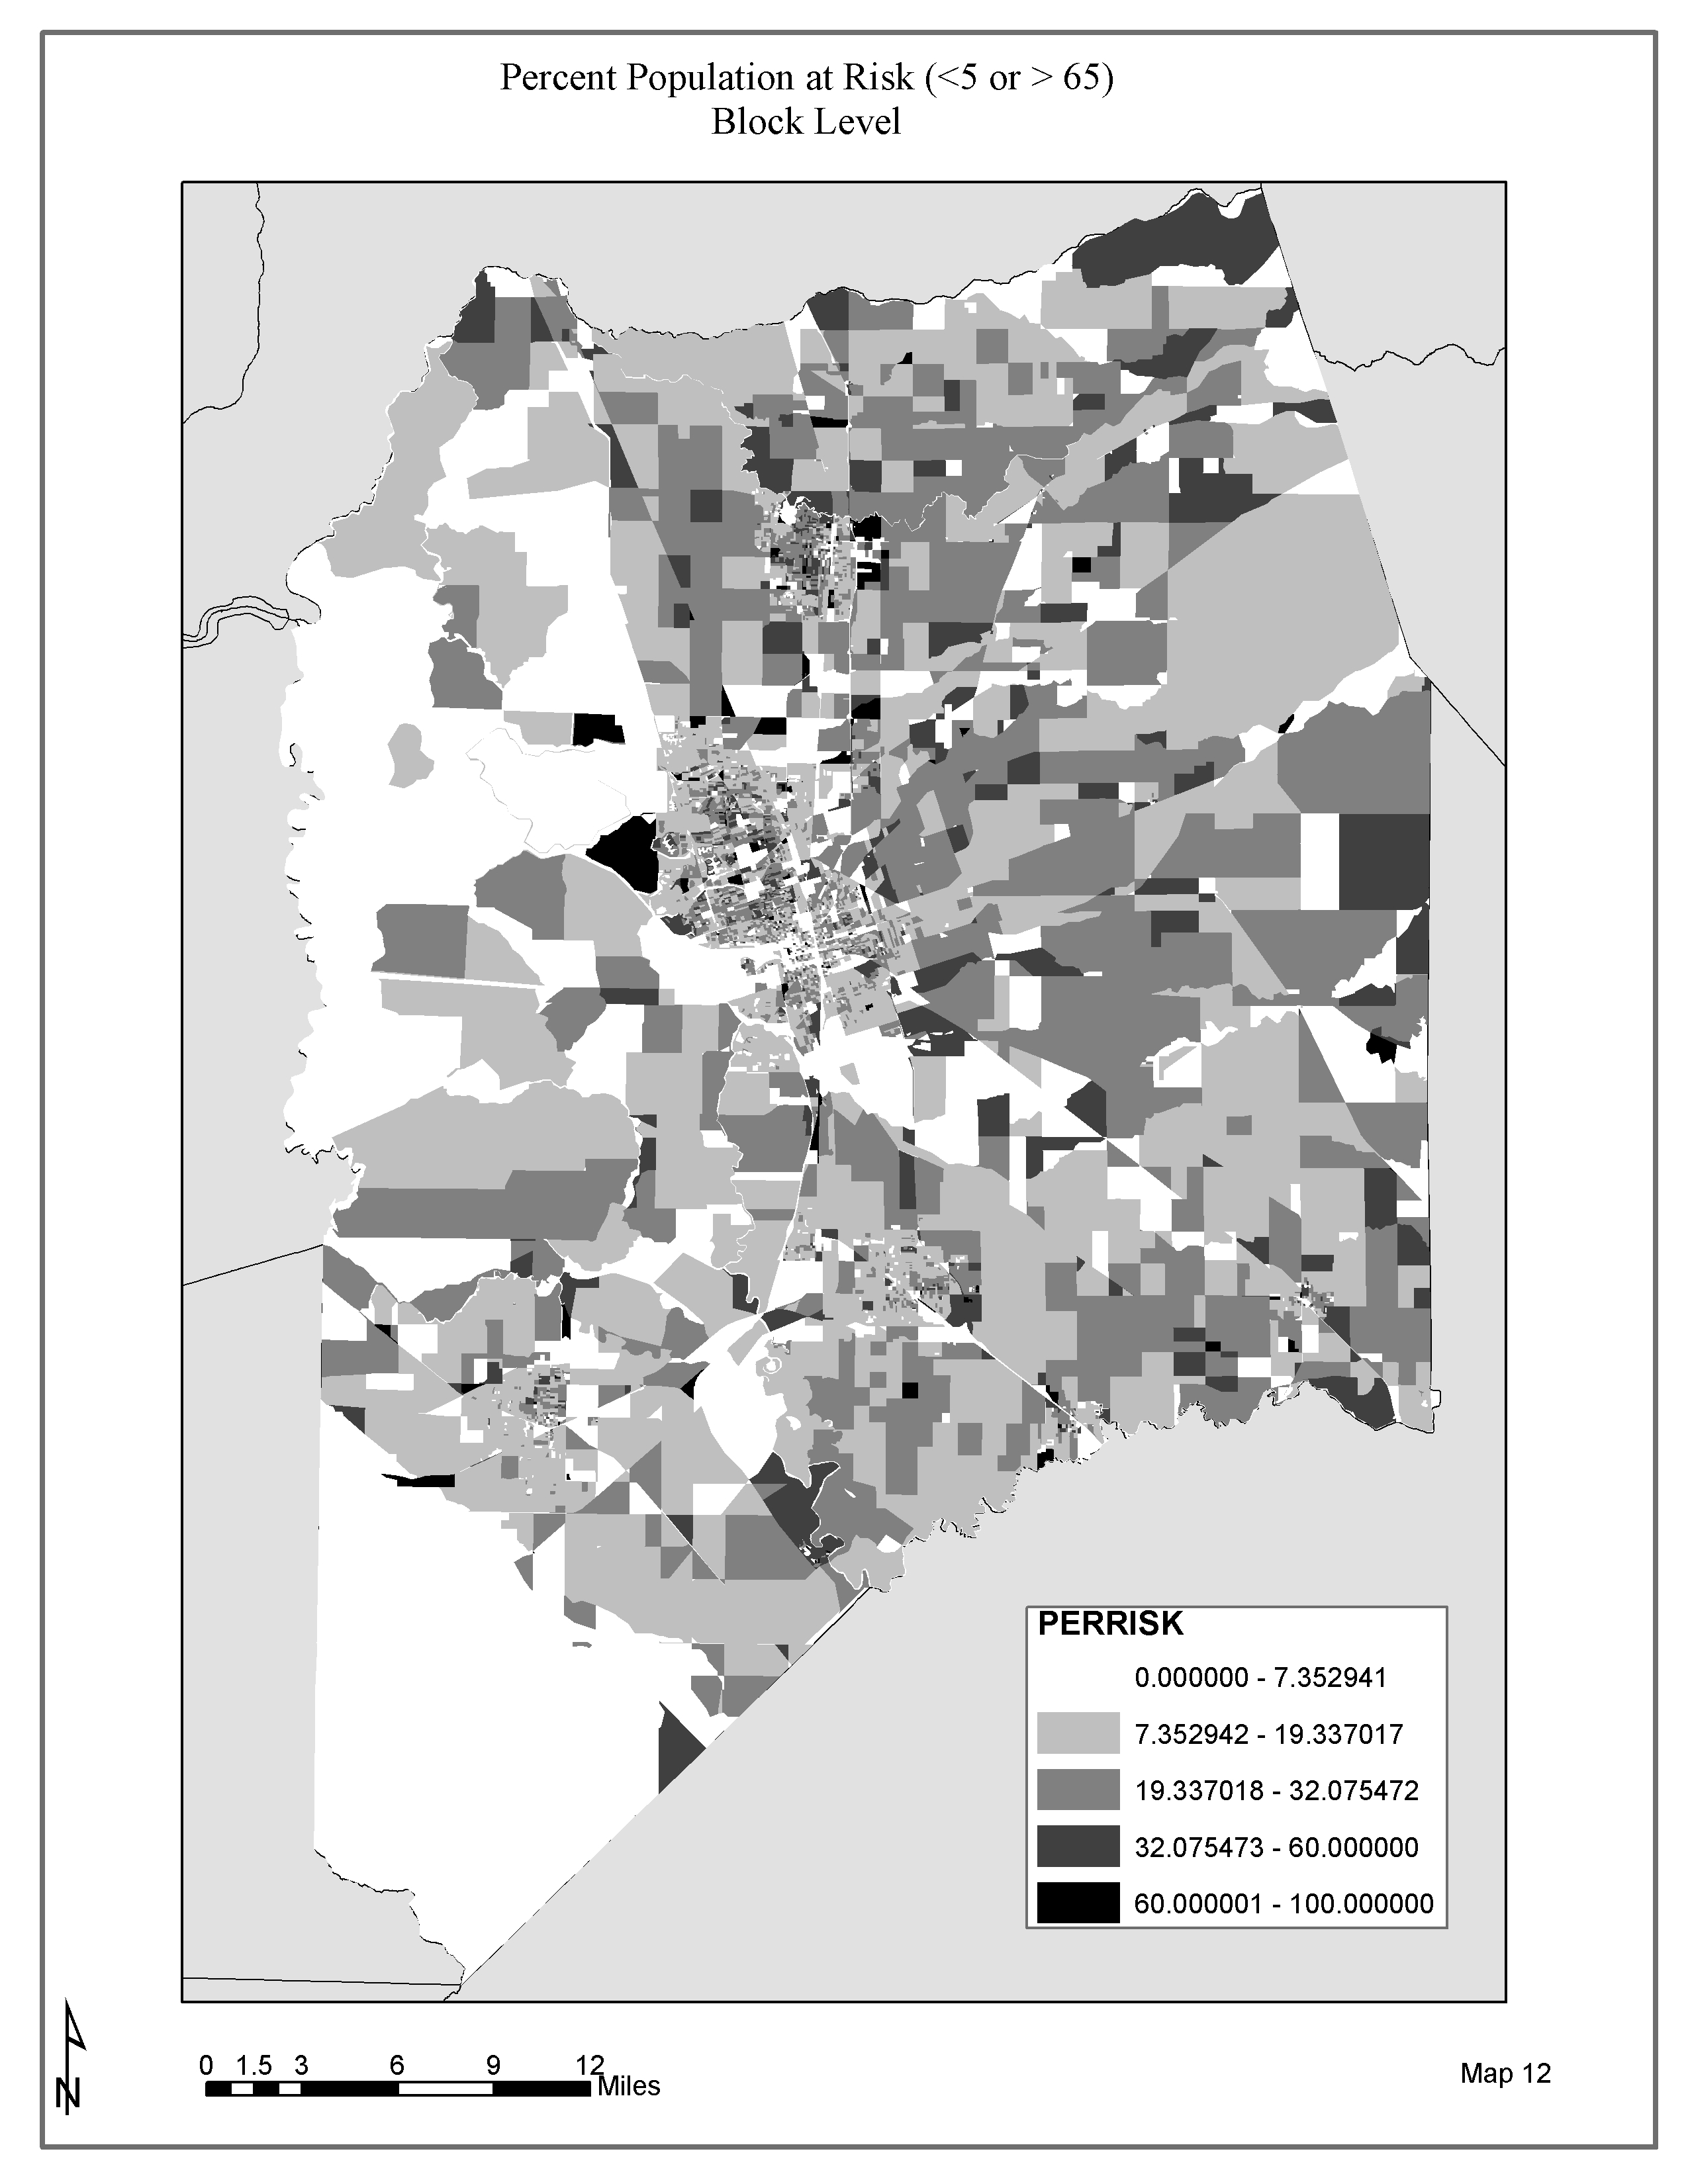 Percent Population at Risk (<5 or > 65)
Block Level
PERRISK
0.000000 - 7.352941
7.352942 - 19.337017
19.337018 - 32.075472
32.075473 - 60.000000
60.000001 - 100.000000
N
0 1.5 3 6 9 12
Miles
Map 12